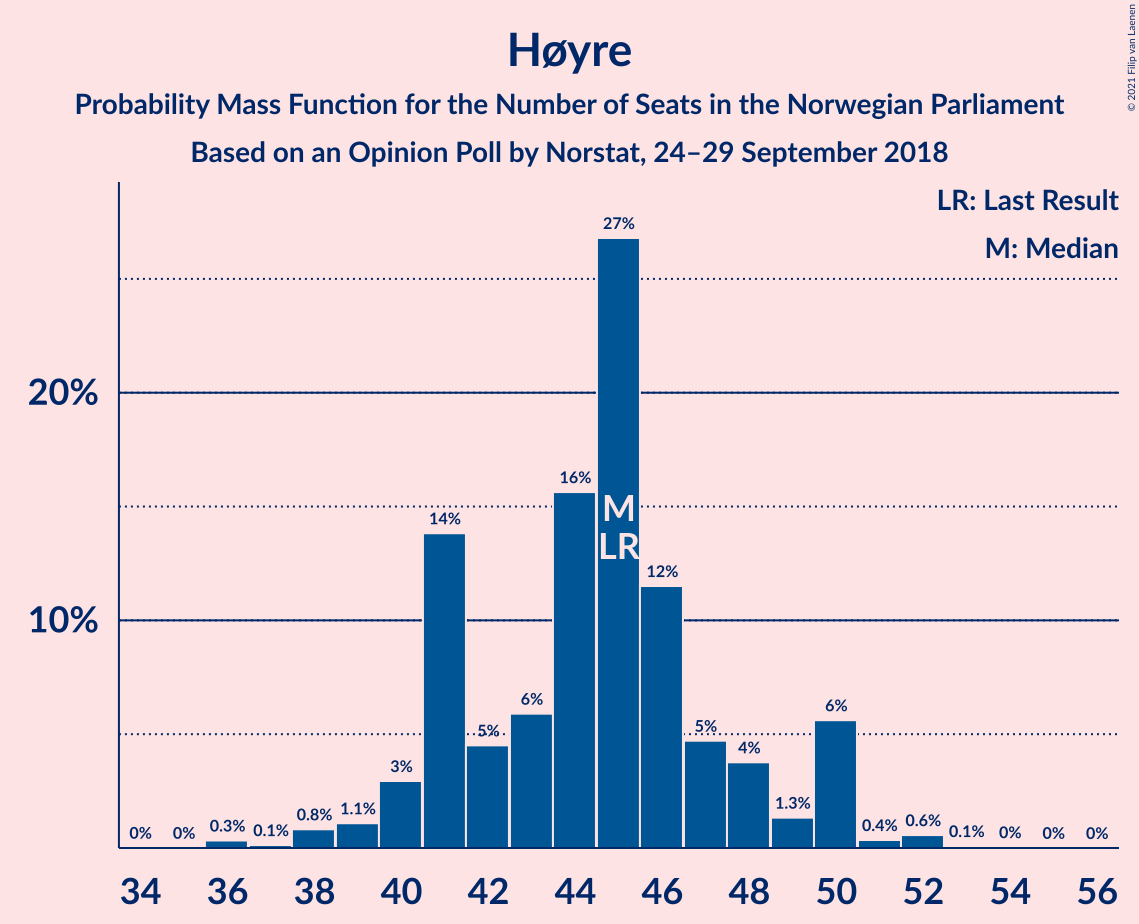 Høyre
Probability Mass Function for the Number of Seats in the Norwegian Parliament
Based on an Opinion Poll by Norstat, 24–29 September 2018
© 2021 Filip van Laenen
LR: Last Result
M: Median
20%
10%
0% 0% 0.3% 0.1% 0.8% 1.1% 3% 14% 5% 6% 16% 27% 12% 5% 4% 1.3% 6% 0.4% 0.6% 0.1% 0% 0% 0%
M
LR
34 36 38 40 42 44 46 48 50 52 54 56